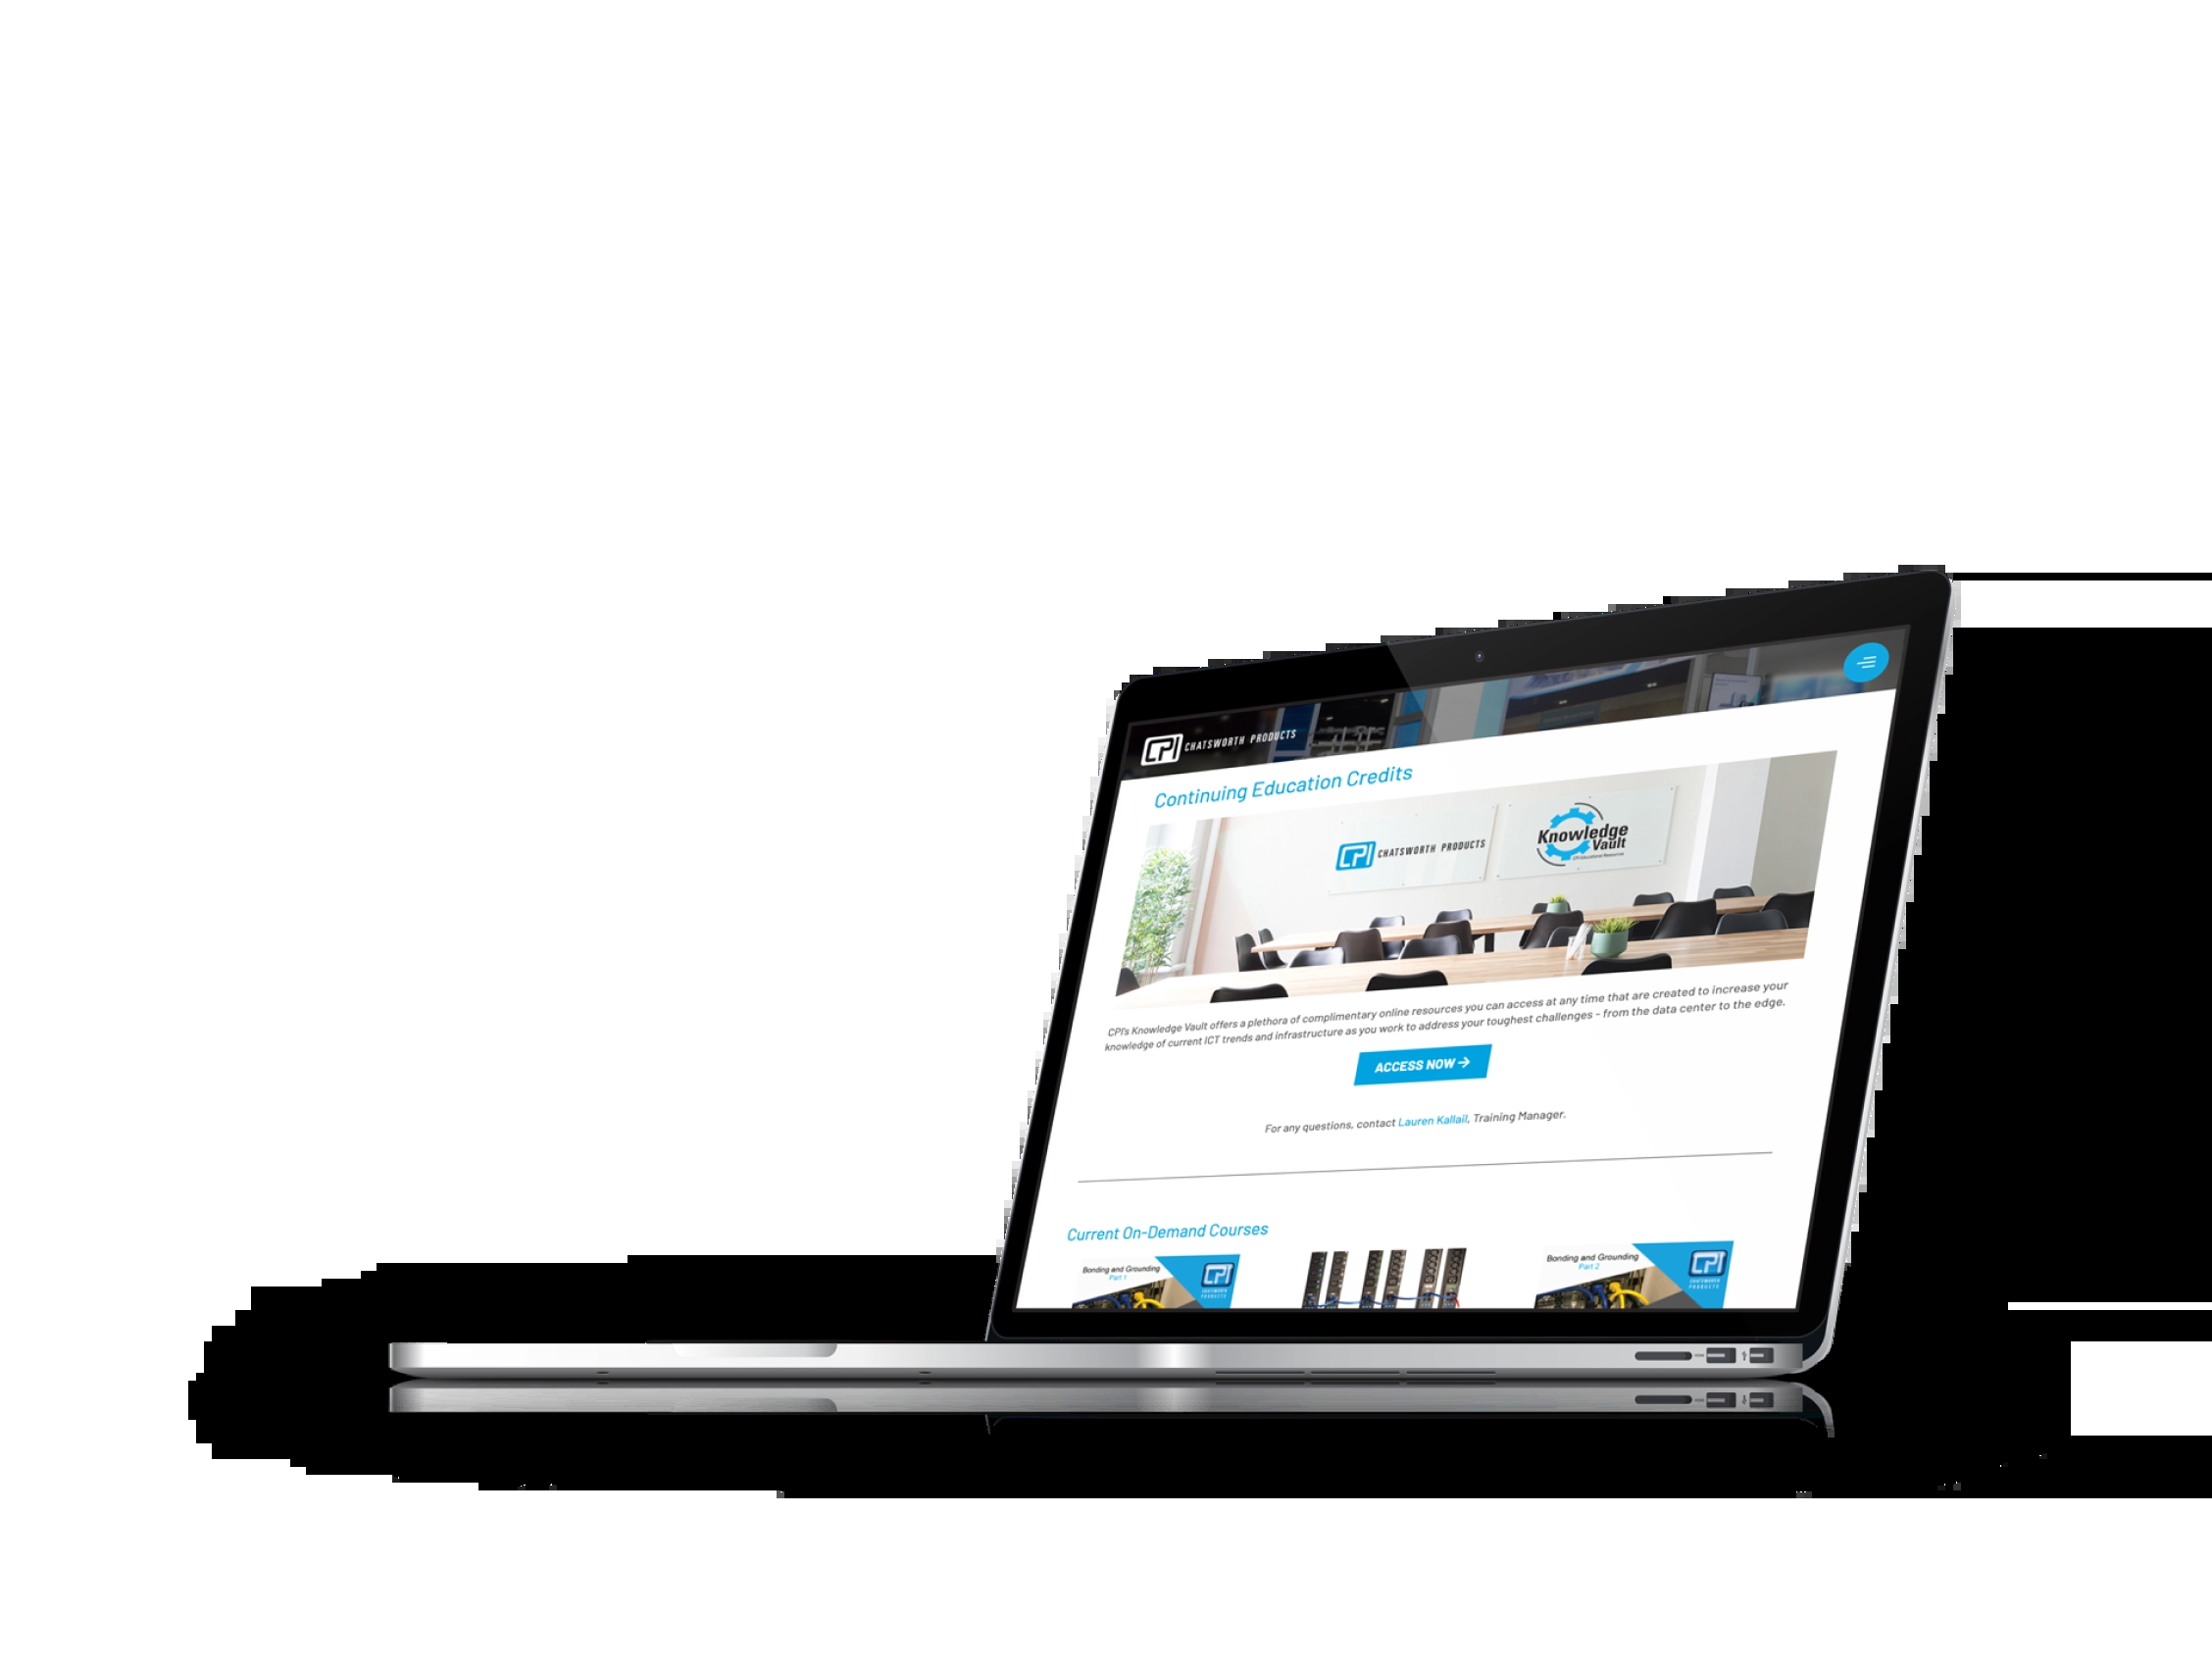 CPI CHATSWORTH PRODUCTS
Continuing Education Credits
CPI CHATSWORTH PRODUCTS
Knowledge
Vault
CPI Educational Resources
CPI's Knowledge Vault offers a plethora of complimentary online resources you can access at any time that are created to increase your
knowledge of current ICT trends and infrastructure as you work to address your toughest challenges - from the data center to the edge.
ACCESS NOW →
For any questions, contact Lauren Kallail, Training Manager.
Current On-Demand Courses
Bonding and Grounding
Part 1
CPI
CHATSWORTH
PRODUCTS
Bonding and Grounding
Part 2
CPI
CHATSWORTH
PRODUCTS